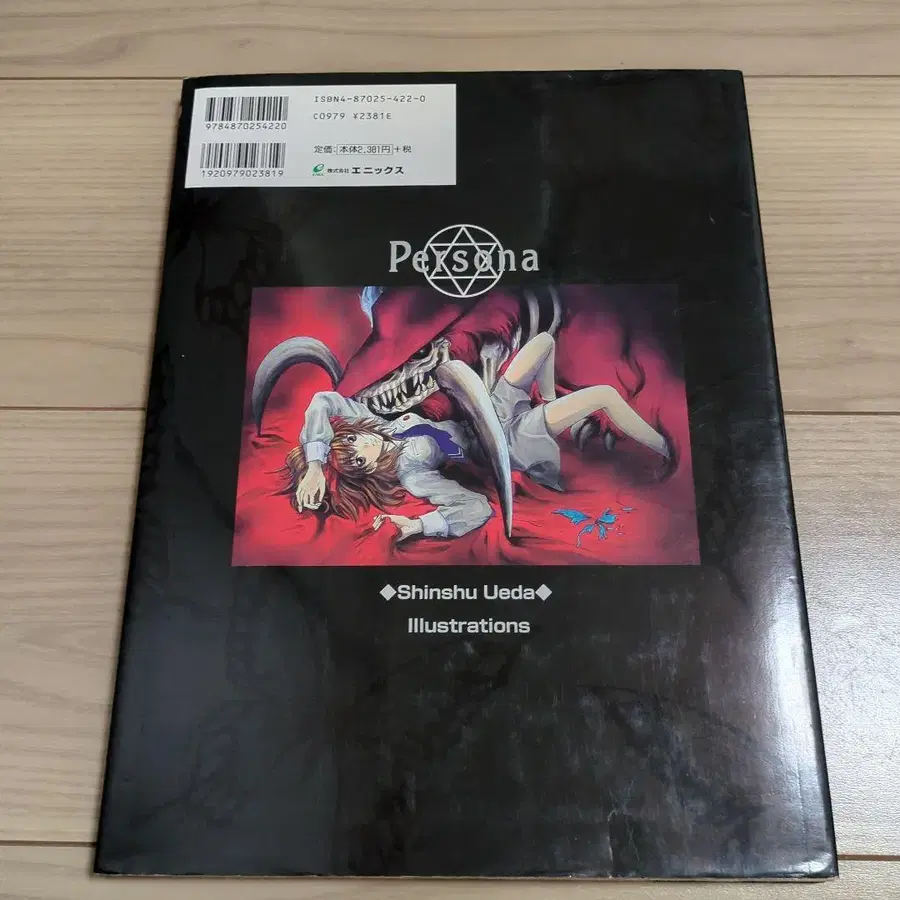 ISBN4-87025-422-0
C0979 ¥2381E
9784870254220
定価:本体2,381円+税
株式会社 エニックス
1920979023819
Persona
◆Shinshu Ueda◆
Illustrations